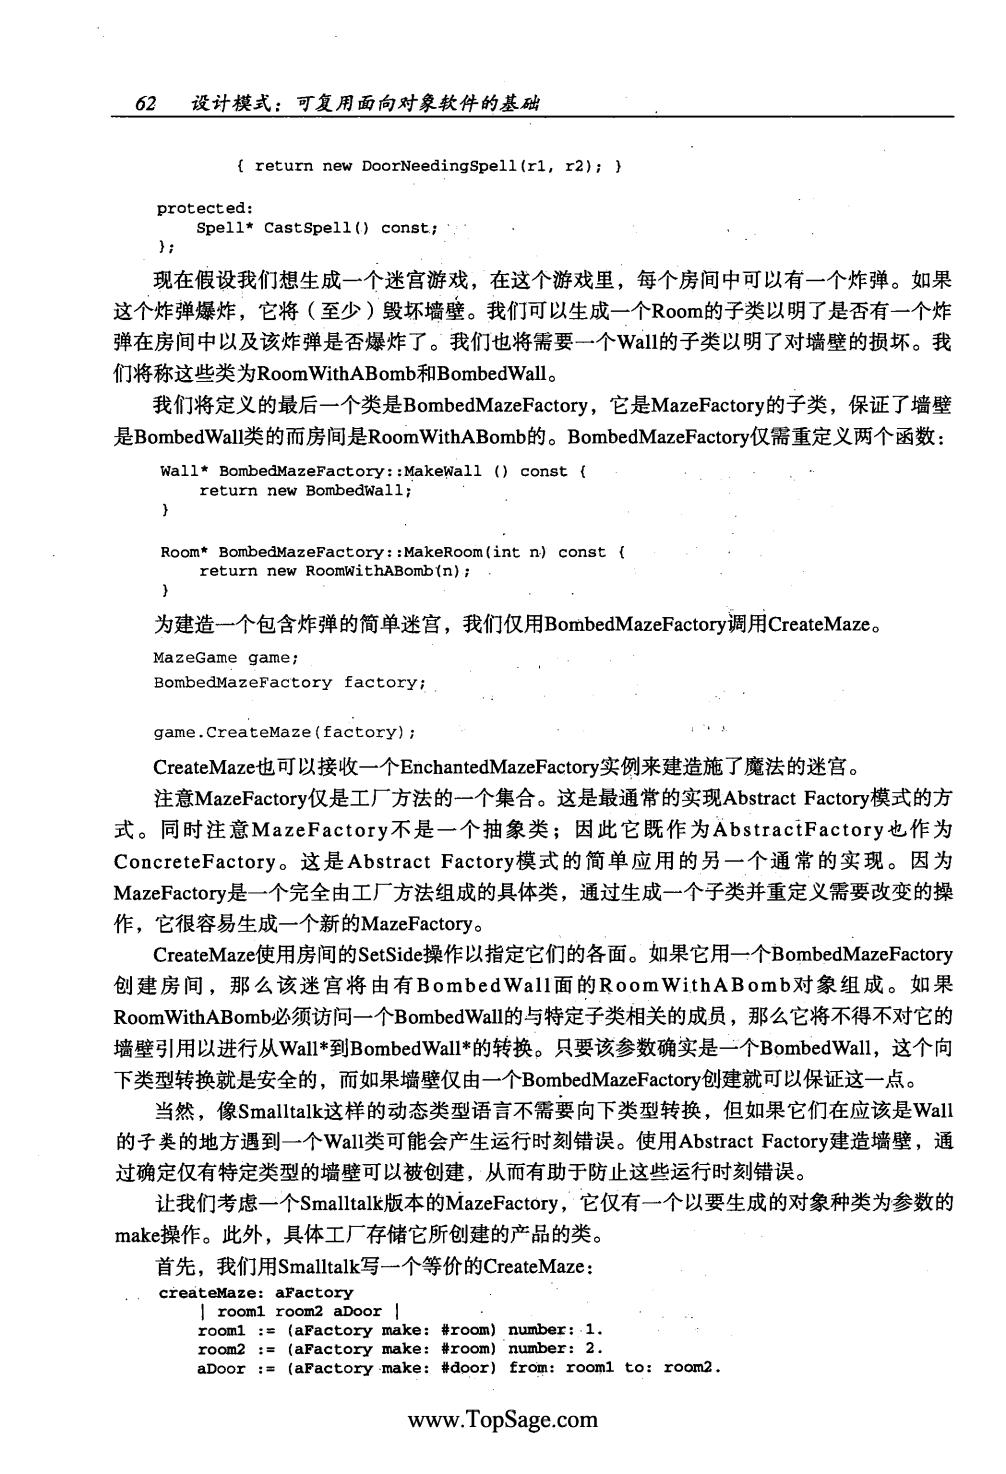 62 设计模式：可复用面向对象软件的基础
{ return new DoorNeedingSpell(r1, r2); }
protected:
Spell* CastSpell() const;
};
现在假设我们想生成一个迷宫游戏，在这个游戏里，每个房间中可以有一个炸弹。如果
这个炸弹爆炸，它将（至少）毁坏墙壁。我们可以生成一个Room的子类以明了是否有一个炸
弹在房间中以及该炸弹是否爆炸了。我们也将需要一个Wall的子类以明了对墙壁的损坏。我
们将称这些类为RoomWithABomb和BombedWall。
我们将定义的最后一个类是BombedMazeFactory，它是MazeFactory的子类，保证了墙壁
是BombedWall类的而房间是RoomWithABomb的。BombedMazeFactory仅需重定义两个函数：
Wall* BombedMazeFactory::MakeWall () const {
return new BombedWall;
}
Room* BombedMazeFactory::MakeRoom(int n) const {
return new RoomWithABomb(n);
}
为建造一个包含炸弹的简单迷宫，我们仅用BombedMazeFactory调用CreateMaze。
MazeGame game;
BombedMazeFactory factory;
game.CreateMaze(factory);
CreateMaze也可以接收一个EnchantedMazeFactory实例来建造施了魔法的迷宫。
注意MazeFactory仅是工厂方法的一个集合。这是最通常的实现Abstract Factory模式的方
式。同时注意MazeFactory不是一个抽象类；因此它既作为AbstractFactory也作为
ConcreteFactory。这是Abstract Factory模式的简单应用的另一个通常的实现。因为
MazeFactory是一个完全由工厂方法组成的具体类，通过生成一个子类并重定义需要改变的操
作，它很容易生成一个新的MazeFactory。
CreateMaze使用房间的SetSide操作以指定它们的各面。如果它用一个BombedMazeFactory
创建房间，那么该迷宫将由有BombedWall面的RoomWithABomb对象组成。如果
RoomWithABomb必须访问一个BombedWall的与特定子类相关的成员，那么它将不得不对它的
墙壁引用以进行从Wall*到BombedWall*的转换。只要该参数确实是一个BombedWall，这个向
下类型转换就是安全的，而如果墙壁仅由一个BombedMazeFactory创建就可以保证这一点。
当然，像Smalltalk这样的动态类型语言不需要向下类型转换，但如果它们在应该是Wall
的子类的地方遇到一个Wall类可能会产生运行时刻错误。使用Abstract Factory建造墙壁，通
过确定仅有特定类型的墙壁可以被创建，从而有助于防止这些运行时刻错误。
让我们考虑一个Smalltalk版本的MazeFactory，它仅有一个以要生成的对象种类为参数的
make操作。此外，具体工厂存储它所创建的产品的类。
首先，我们用Smalltalk写一个等价的CreateMaze：
createMaze: aFactory
| room1 room2 aDoor |
room1 := (aFactory make: #room) number: 1.
room2 := (aFactory make: #room) number: 2.
aDoor := (aFactory make: #door) from: room1 to: room2.
www.TopSage.com